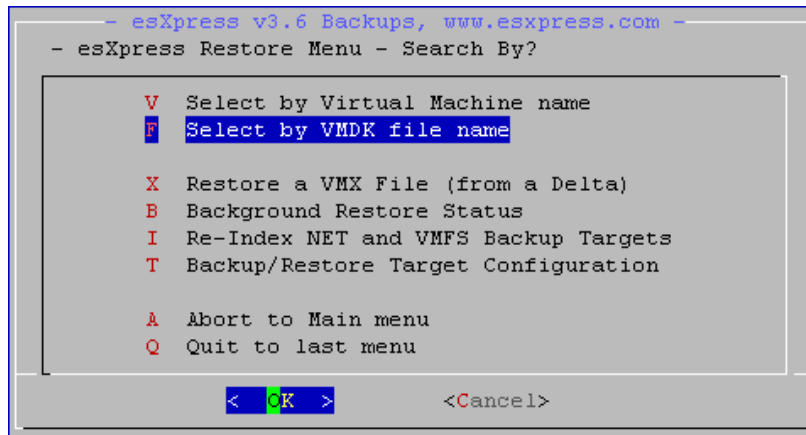 - esXpress v3.6 Backups, www.esxpress.com -
- esXpress Restore Menu - Search By?
V Select by Virtual Machine name
F Select by VMDK file name
X Restore a VMX File (from a Delta)
B Background Restore Status
I Re-Index NET and VMFS Backup Targets
T Backup/Restore Target Configuration
A Abort to Main menu
Q Quit to last menu
< OK > <Cancel>